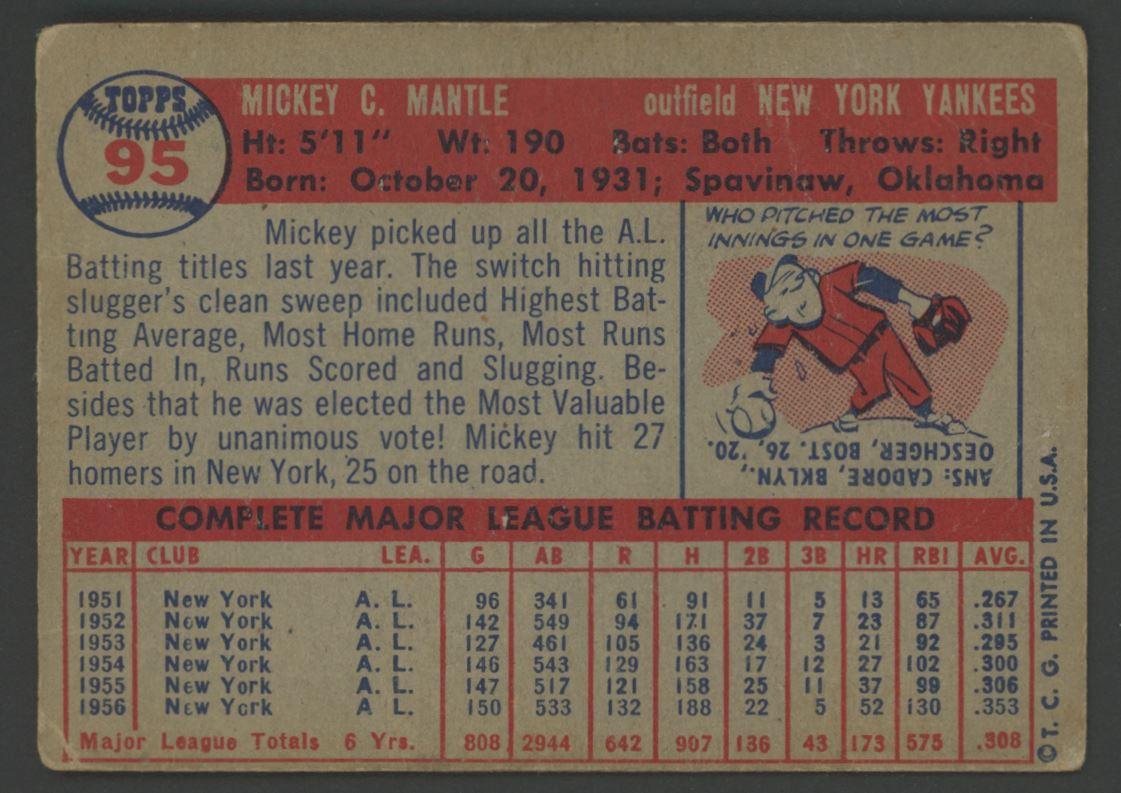 TOPPS
95
MICKEY C. MANTLE outfield NEW YORK YANKEES
Ht: 5'11" Wt: 190 Bats: Both Throws: Right
Born: October 20, 1931; Spavinaw, Oklahoma
Mickey picked up all the A.L.
Batting titles last year. The switch hitting
slugger's clean sweep included Highest Bat-
ting Average, Most Home Runs, Most Runs
Batted In, Runs Scored and Slugging. Be-
sides that he was elected the Most Valuable
Player by unanimous vote! Mickey hit 27
homers in New York, 25 on the road.
WHO PITCHED THE MOST
INNINGS IN ONE GAME?
ANS: CADORE, BKLYN.,
OESCHGER, BOST. 26, '20.
COMPLETE MAJOR LEAGUE BATTING RECORD
YEAR CLUB LEA. G AB R H 2B 3B HR RBI AVG.
1951 New York A. L. 96 341 61 91 11 5 13 65 .267
1952 New York A. L. 142 549 94 171 37 7 23 87 .311
1953 New York A. L. 127 461 105 136 24 3 21 92 .295
1954 New York A. L. 146 543 129 163 17 12 27 102 .300
1955 New York A. L. 147 517 121 158 25 11 37 99 .306
1956 New York A. L. 150 533 132 188 22 5 52 130 .353
Major League Totals 6 Yrs. 808 2944 642 907 136 43 173 575 .308
© T. C. G. PRINTED IN U.S.A.